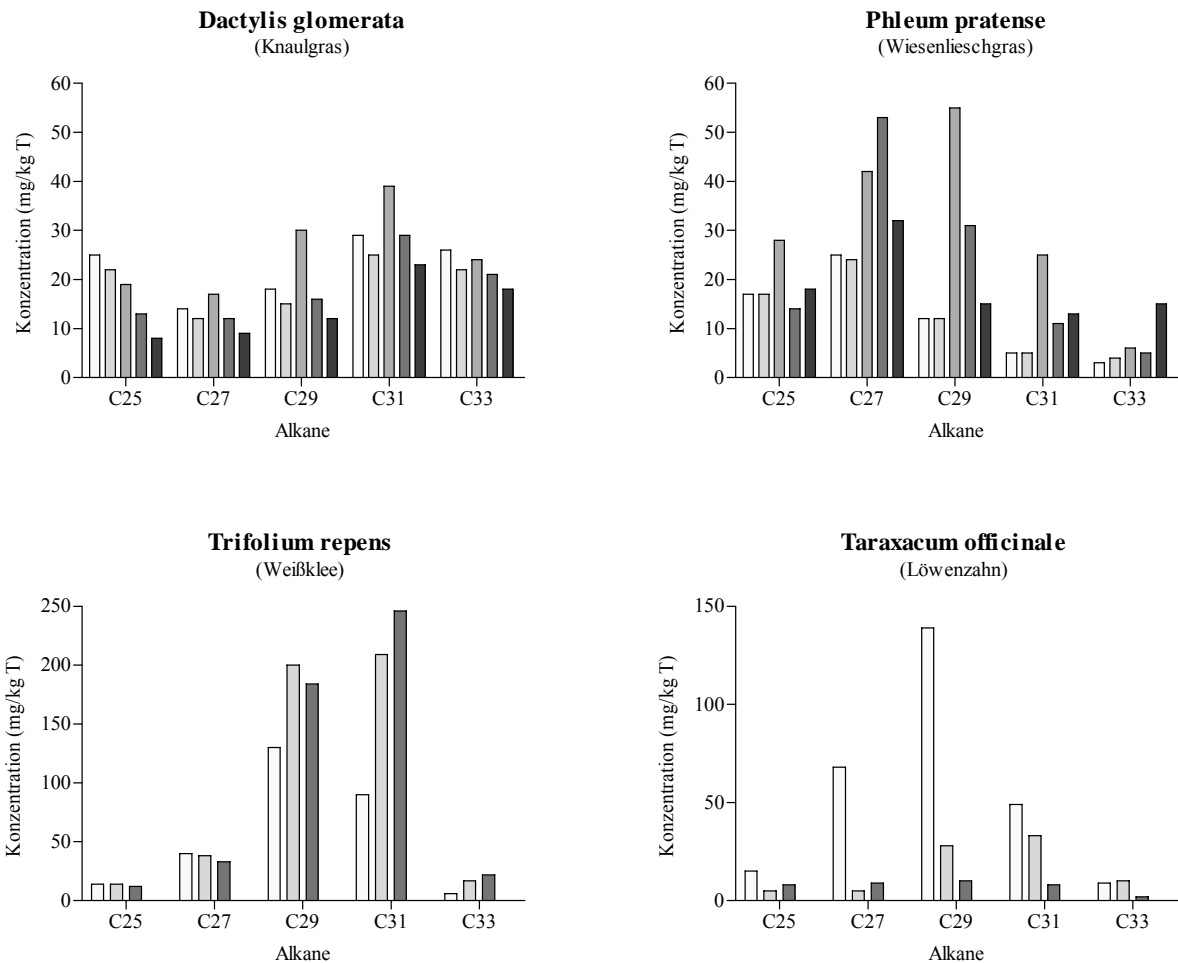 Dactylis glomerata
(Knaulgras)
Konzentration (mg/kg T)
60
50
40
30
20
10
0
C25 C27 C29 C31 C33
Alkane
Phleum pratense
(Wiesenlieschgras)
Konzentration (mg/kg T)
60
50
40
30
20
10
0
C25 C27 C29 C31 C33
Alkane
Trifolium repens
(Weißklee)
Konzentration (mg/kg T)
250
200
150
100
50
0
C25 C27 C29 C31 C33
Alkane
Taraxacum officinale
(Löwenzahn)
Konzentration (mg/kg T)
150
100
50
0
C25 C27 C29 C31 C33
Alkane